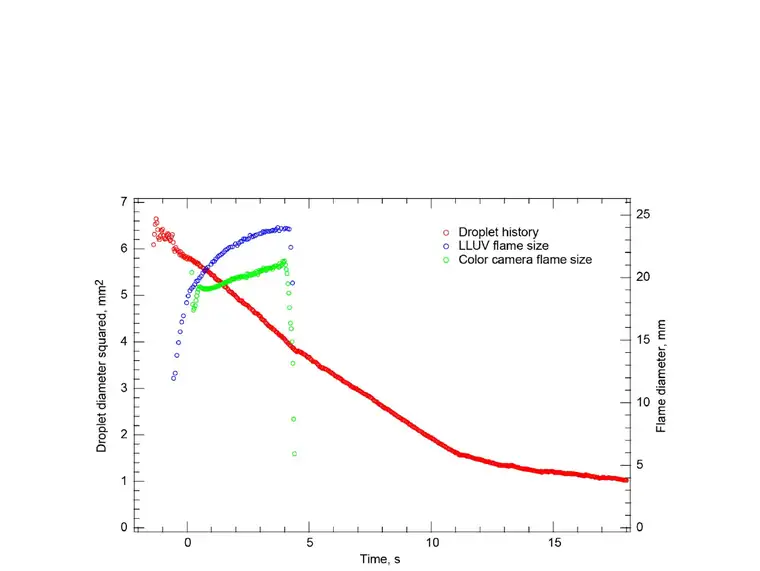 7
6
5
4
3
2
1
0
Droplet diameter squared, mm2
25
20
15
10
5
0
Flame diameter, mm
Droplet history
LLUV flame size
Color camera flame size
0 5 10 15
Time, s